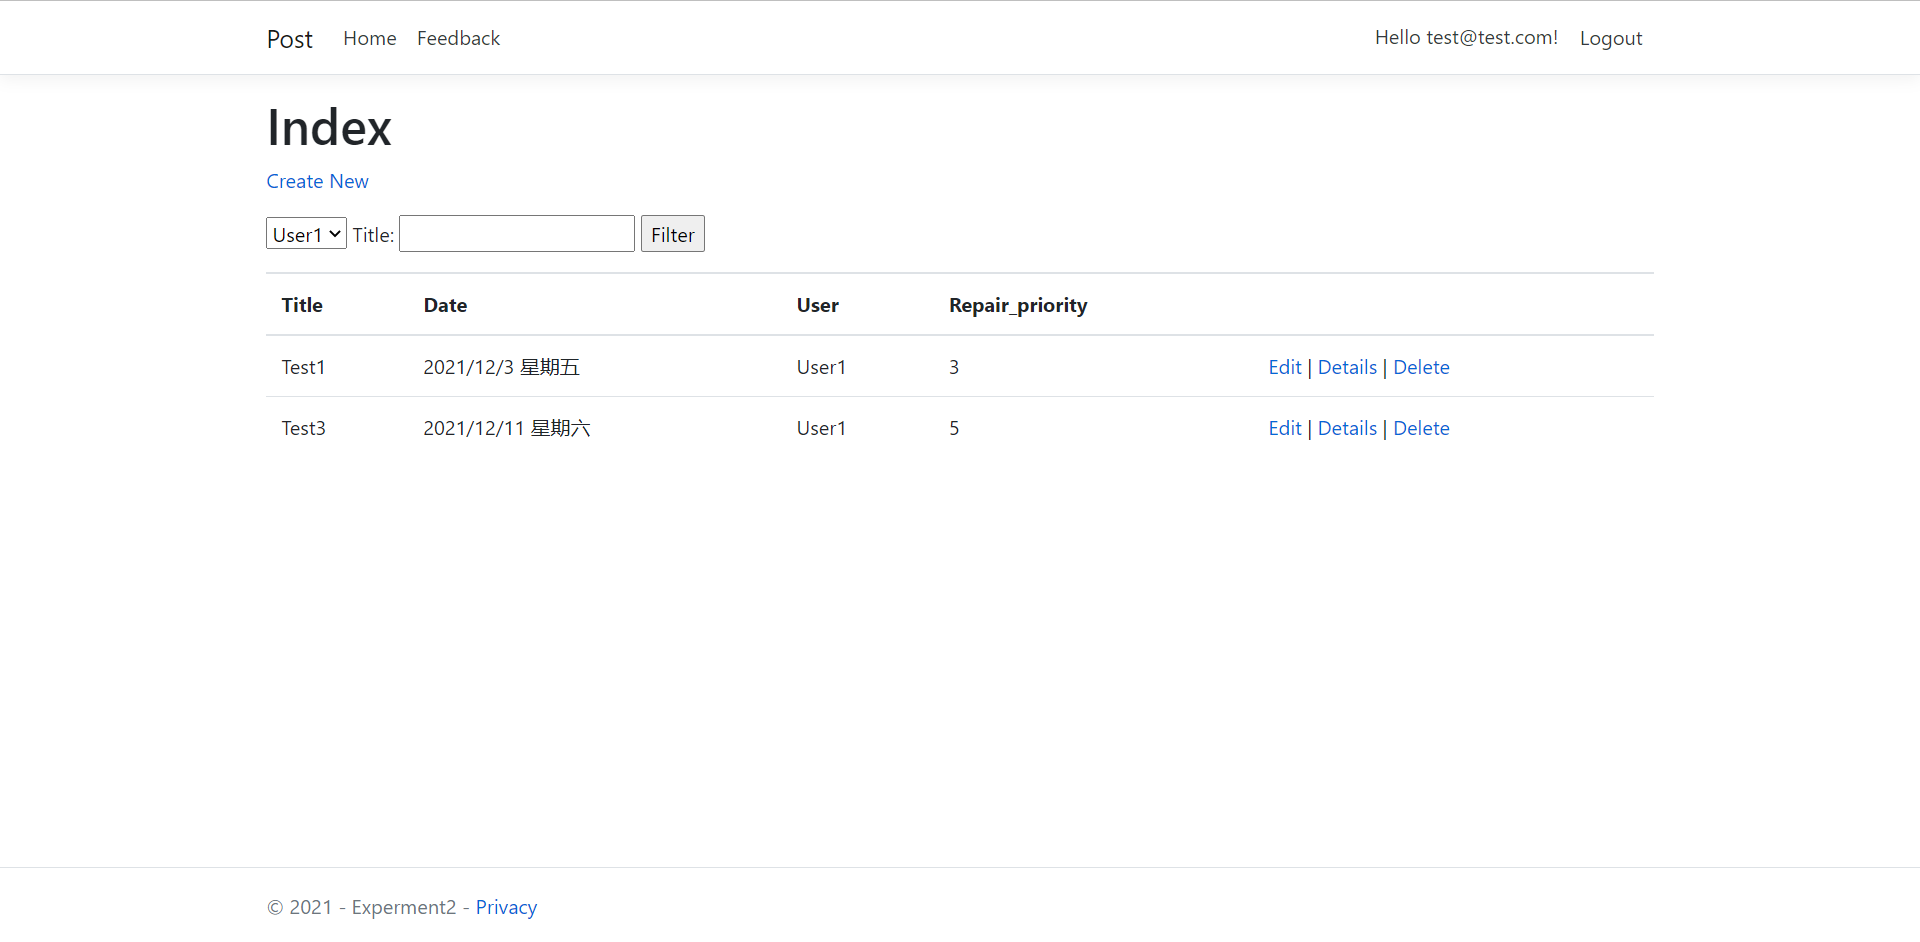 Post Home Feedback Hello test@test.com! Logout
Index
Create New
User1 Title: Filter
Title Date User Repair_priority
Test1 2021/12/3 星期五 User1 3 Edit | Details | Delete
Test3 2021/12/11 星期六 User1 5 Edit | Details | Delete
© 2021 - Experment2 - Privacy